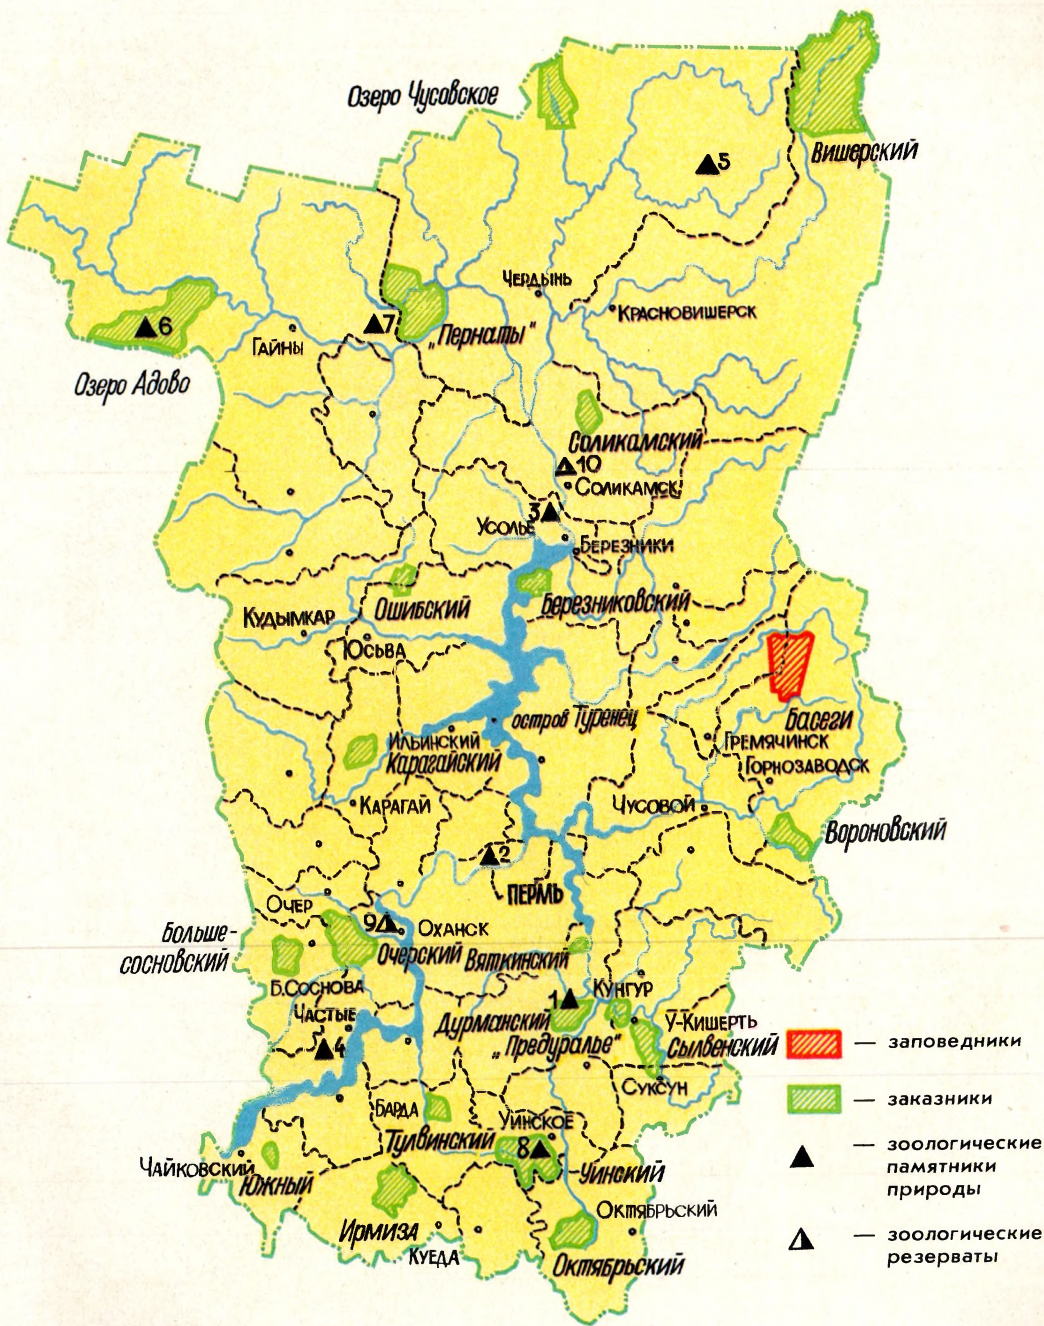 Озеро Чусовское
Вишерский
5
6
7
Чердынь
Красновишерск
„Пернаты“
Гайны
Озеро Адово
Соликамский
10
Соликамск
3
Усолье
Березники
Ошибский
Березниковский
Кудымкар
Юсьва
остров Туренец
Басеги
Ильинский
Карагайский
Гремячинск
Горнозаводск
Карагай
Чусовой
Вороновский
2
Пермь
Очер
9
Оханск
Больше-
сосновский
Очерский
Вяткинский
Б.Соснова
Кунгур
1
Частые
Дурманский
У-Кишерть
„Предуралье“
Сылвенский
4
Суксун
Барда
Уинское
Тулвинский
8
Чайковский
Южный
Уинский
Ирмиза
Октябрьский
Куеда
Октябрьский
— заповедники
— заказники
— зоологические
памятники
природы
— зоологические
резерваты